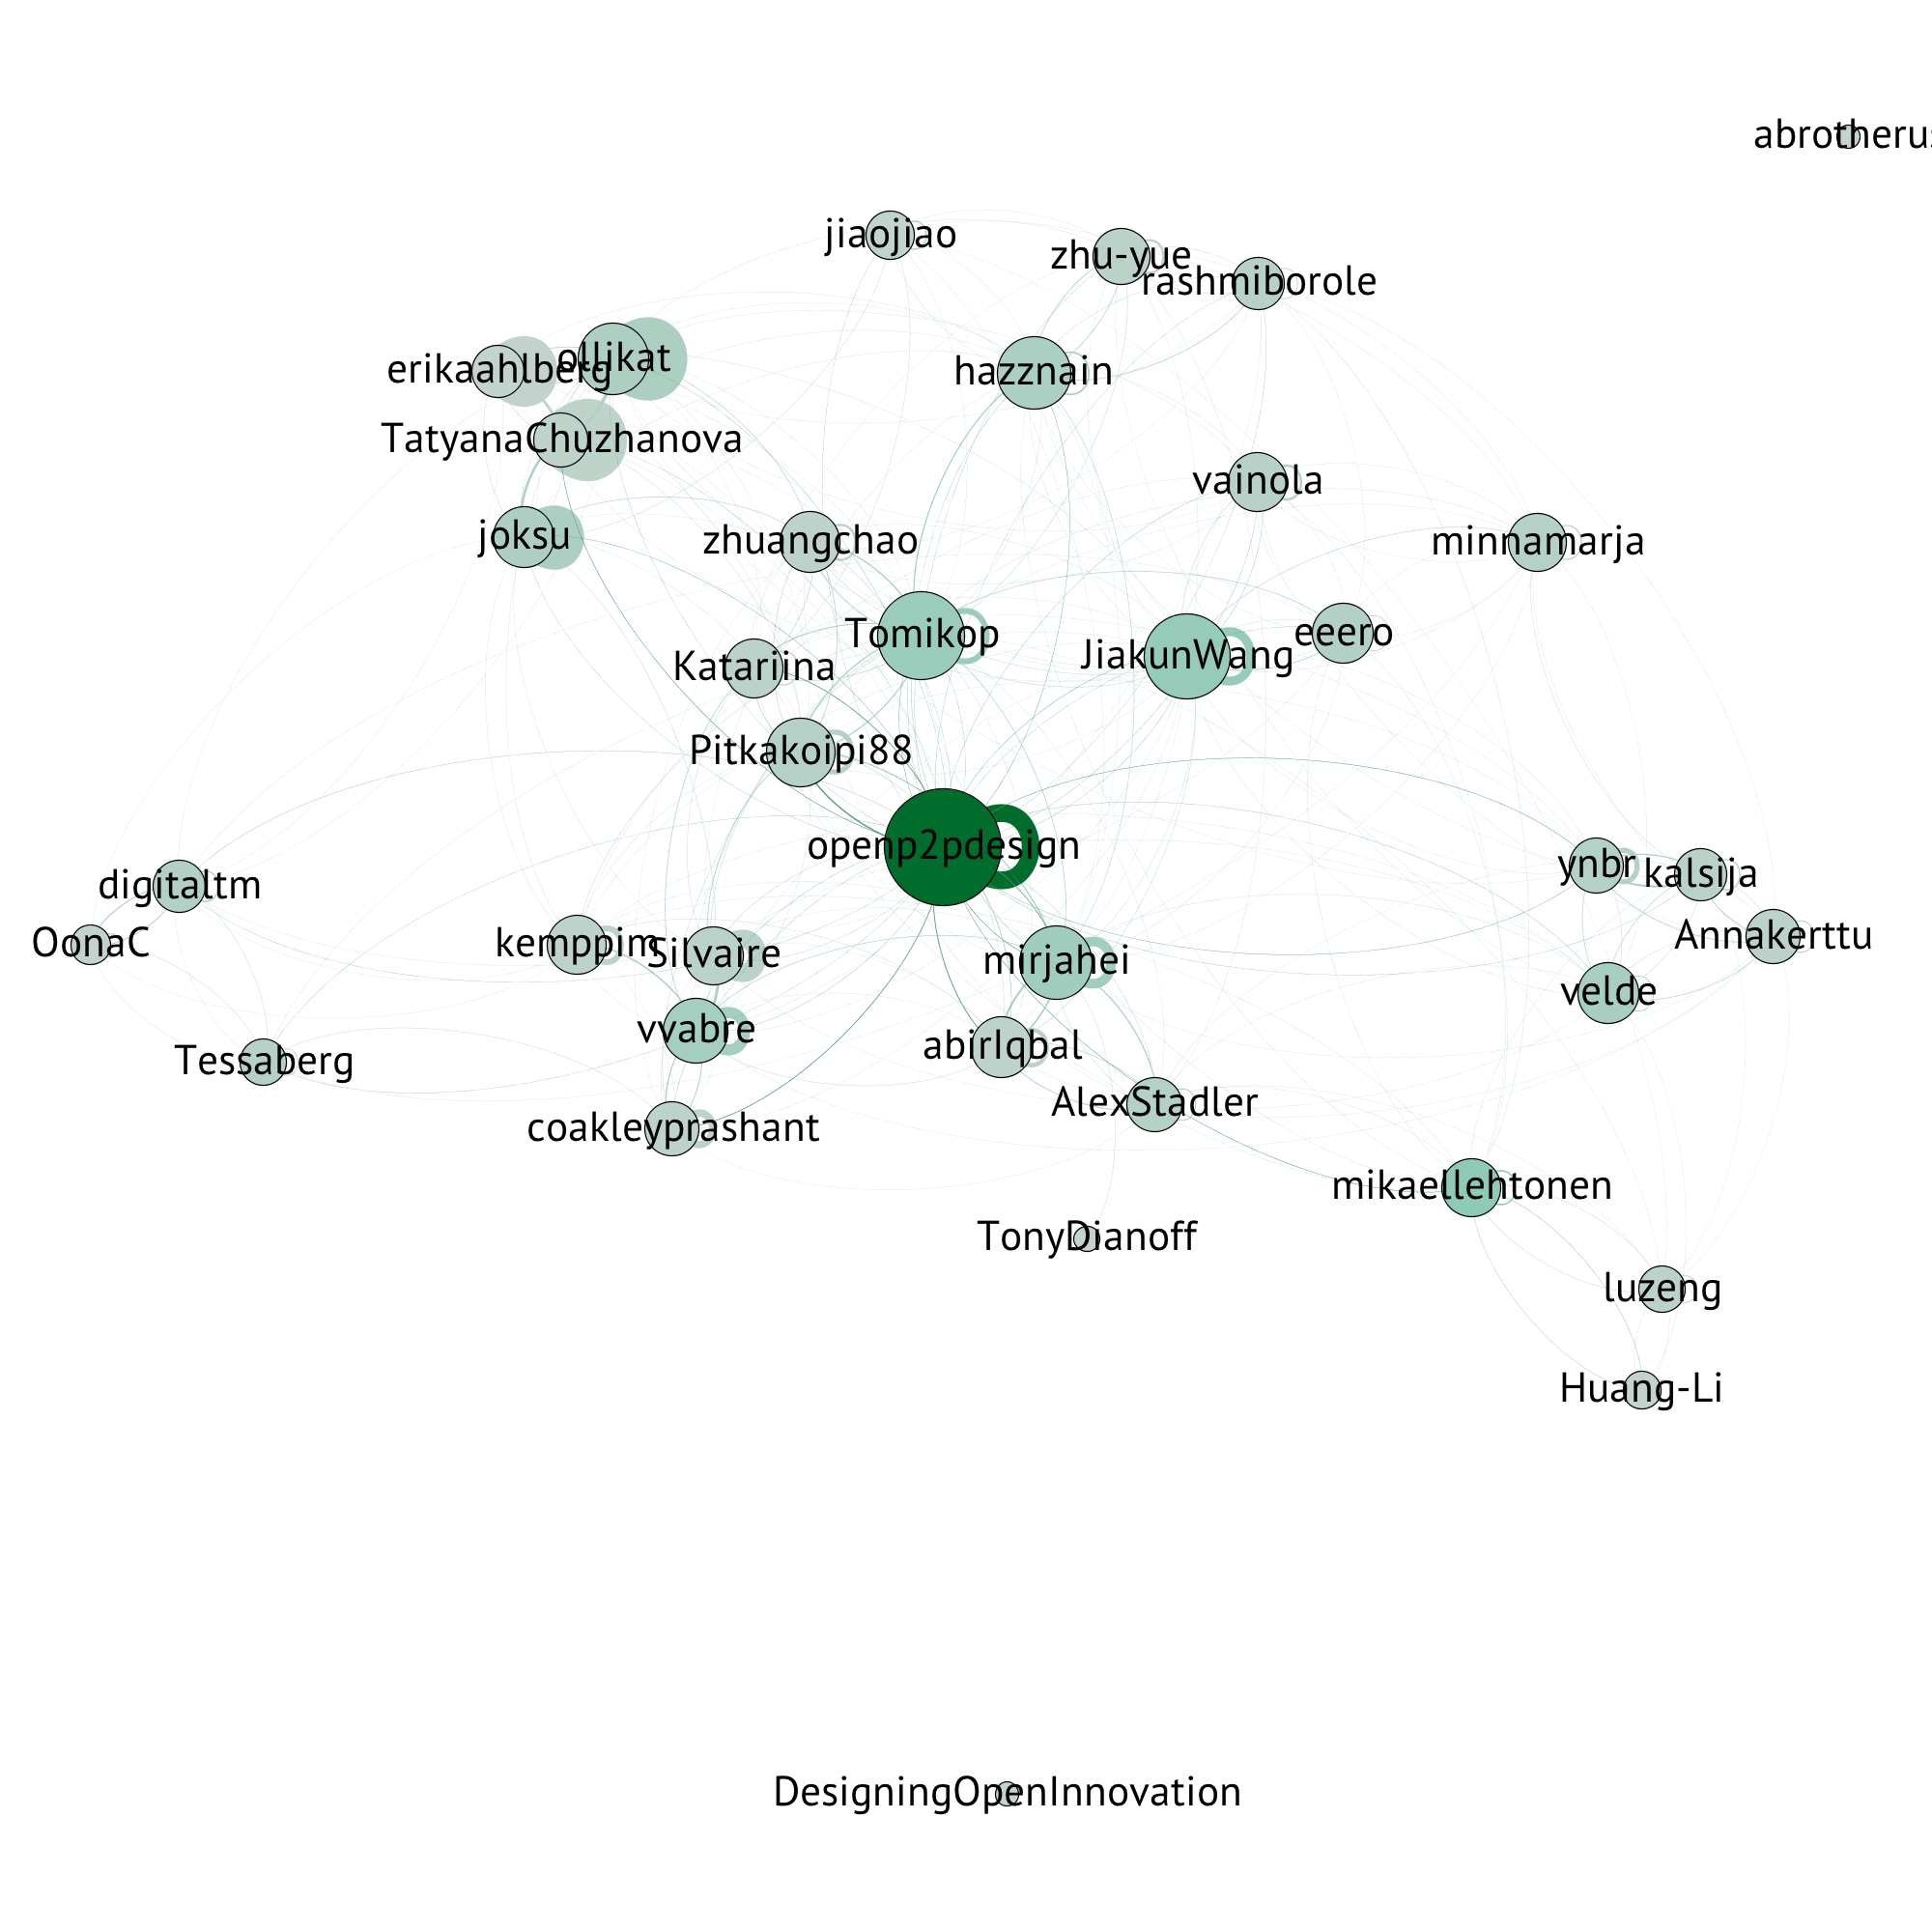 abrotherus
jiaojiao
zhu-yue
rashmiborole
erikaahlberg
ollikat
hazznain
TatyanaChuzhanova
vainola
joksu
zhuangchao
minnamarja
Tomikop
eeero
Katariina
JiakunWang
Pitkakoipi88
openp2pdesign
ynbr
kalsija
digitaltm
Annakerttu
OonaC
kemppim
Silvaire
mirjahei
velde
vvabre
abirIqbal
Tessaberg
AlexStadler
coakleyprashant
mikaellehtonen
TonyDianoff
luzeng
Huang-Li
DesigningOpenInnovation